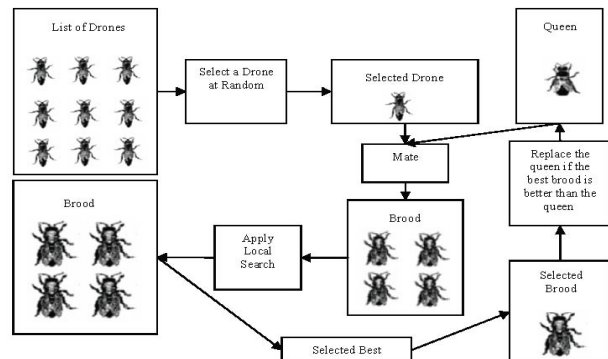 List of Drones
Select a Drone
at Random
Selected Drone
Queen
Mate
Replace the
queen if the
best brood is
better than the
queen
Brood
Apply
Local
Search
Brood
Selected Best
Selected
Brood